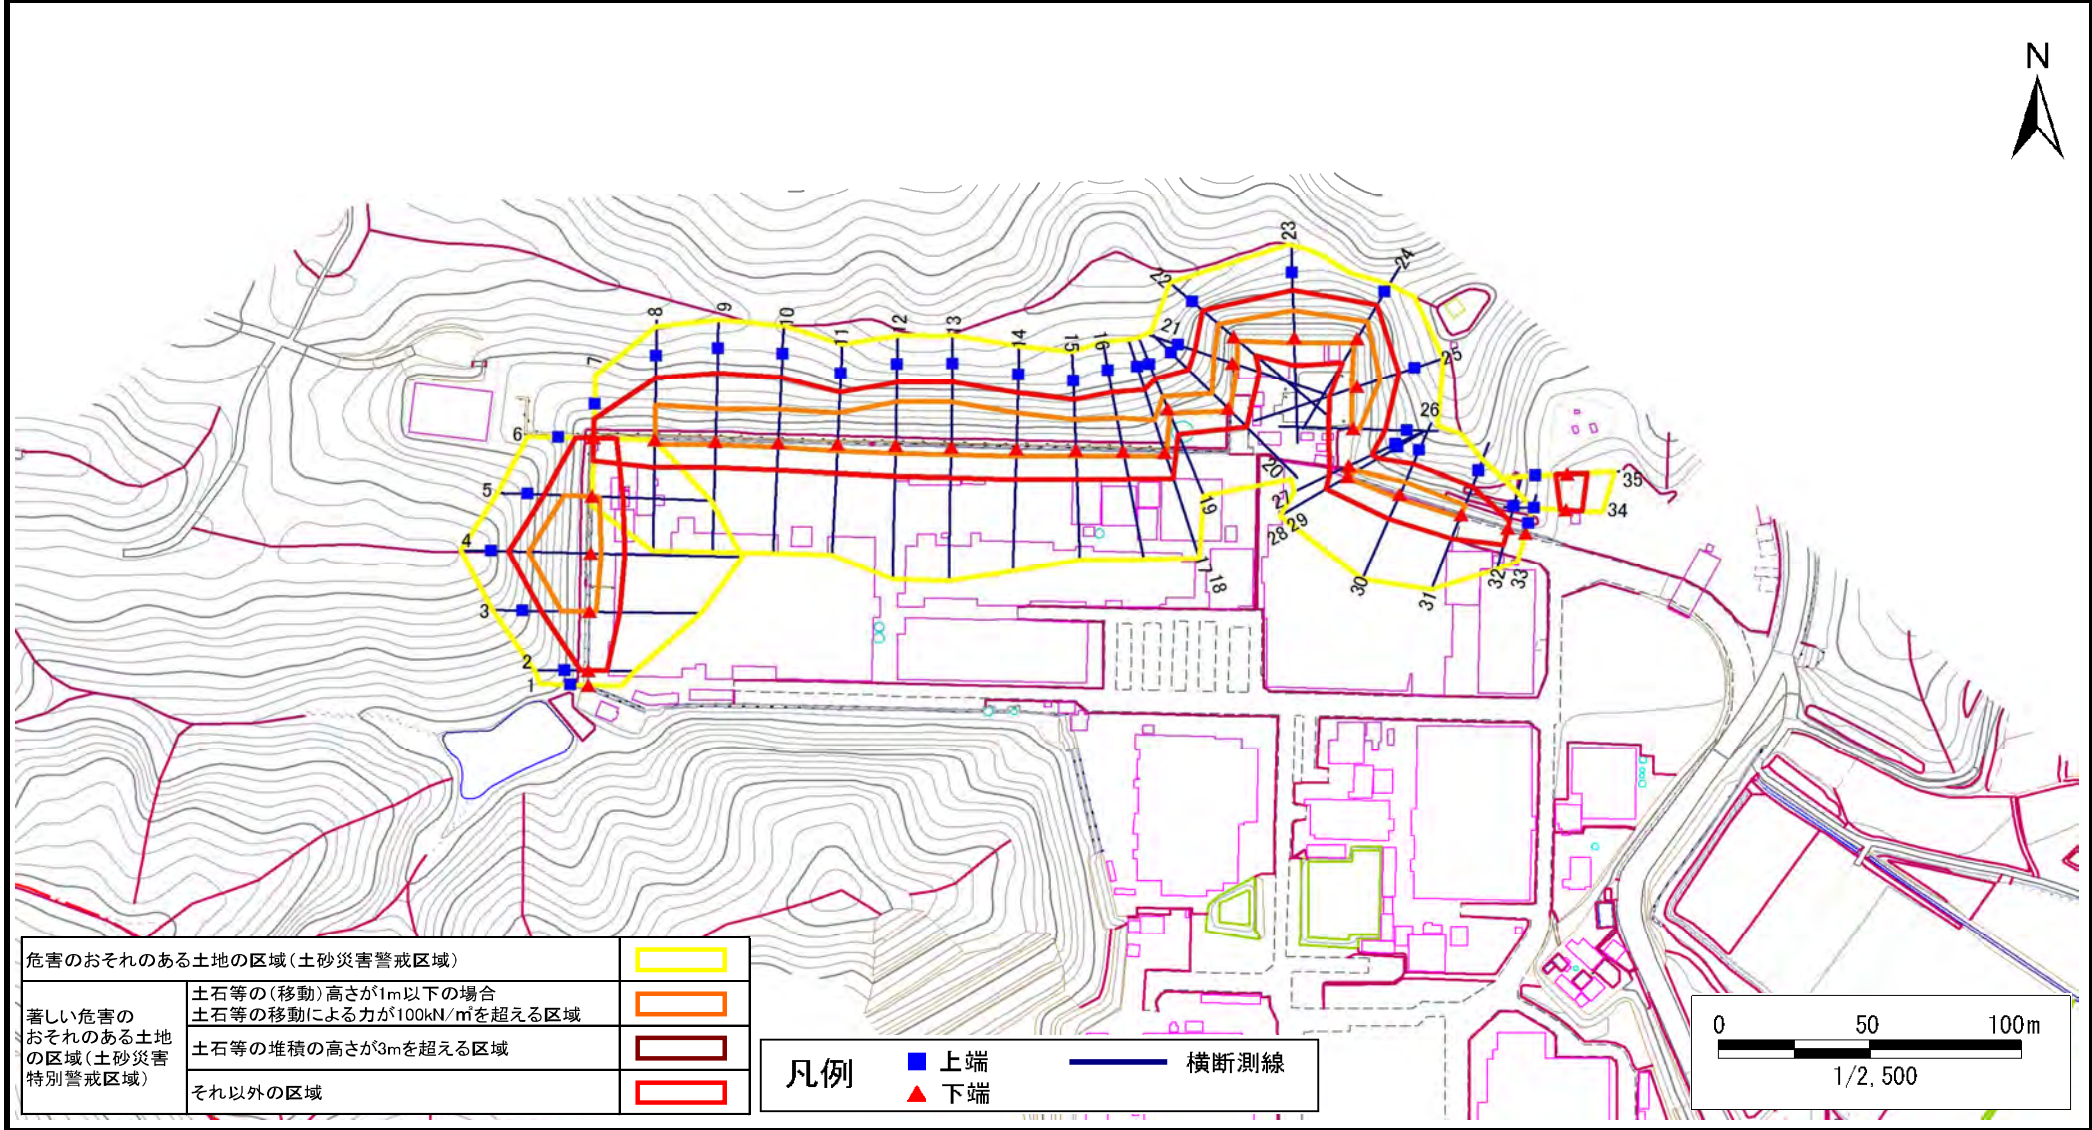 N
23
24
22
8
9
10
11
12
13
14
15
16
21
7
25
26
6
5
20
27
19
28
29
35
34
4
3
17
18
30
31
32
33
2
1
危害のおそれのある土地の区域(土砂災害警戒区域)
著しい危害の
おそれのある土地
の区域(土砂災害
特別警戒区域)
土石等の(移動)高さが1m以下の場合
土石等の移動による力が100kN/㎡を超える区域
土石等の堆積の高さが3mを超える区域
それ以外の区域
凡例
上端
下端
横断測線
0 50 100m
1/2,500